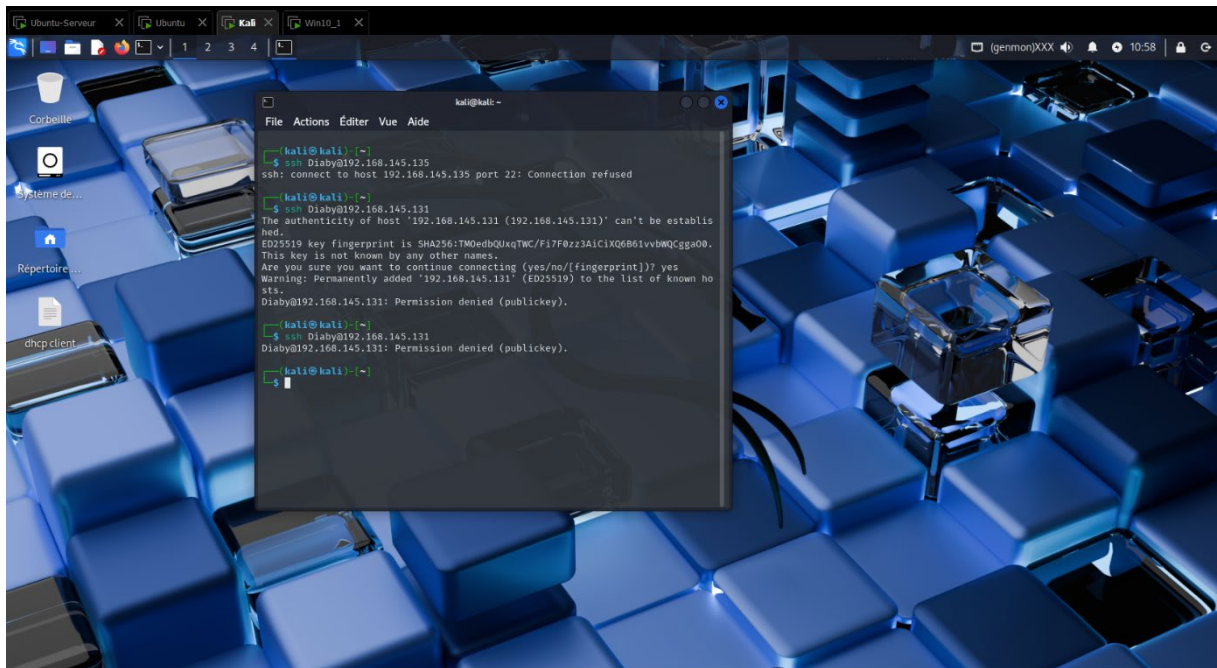 Ubuntu-Serveur
Ubuntu
Kali
Win10_1
1 2 3 4
(genmon)XXX
10:58
Corbeille
Système de...
Répertoire ...
dhcp client
kali@kali: ~
File Actions Éditer Vue Aide
(kali㉿kali)-[~]
$ ssh Diaby@192.168.145.135
ssh: connect to host 192.168.145.135 port 22: Connection refused
(kali㉿kali)-[~]
$ ssh Diaby@192.168.145.131
The authenticity of host '192.168.145.131 (192.168.145.131)' can't be establis
hed.
ED25519 key fingerprint is SHA256:TMOedbQUxqTWC/Fi7F0zz3AiCiXQ6B61vvbWQCggaO0.
This key is not known by any other names.
Are you sure you want to continue connecting (yes/no/[fingerprint])? yes
Warning: Permanently added '192.168.145.131' (ED25519) to the list of known ho
sts.
Diaby@192.168.145.131: Permission denied (publickey).
(kali㉿kali)-[~]
$ ssh Diaby@192.168.145.131
Diaby@192.168.145.131: Permission denied (publickey).
(kali㉿kali)-[~]
$